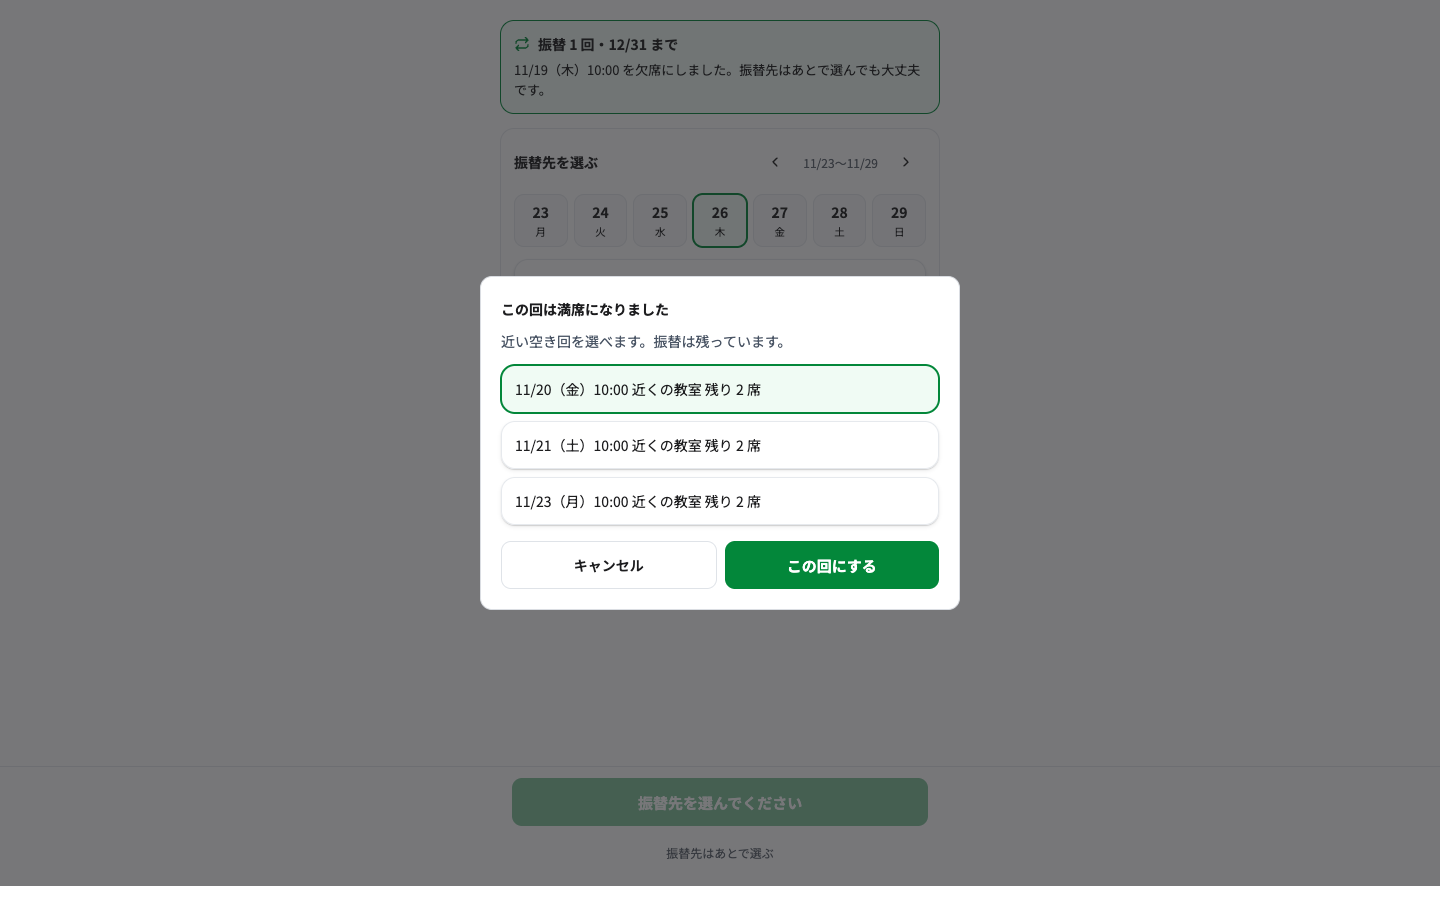 振替 1 回・12/31 まで
11/19（木）10:00 を欠席にしました。振替先はあとで選んでも大丈夫
です。
振替先を選ぶ
11/23〜11/29
23 24 25 26 27 28 29
月 火 水 木 金 土 日
この回は満席になりました
近い空き回を選べます。振替は残っています。
11/20（金）10:00 近くの教室 残り 2 席
11/21（土）10:00 近くの教室 残り 2 席
11/23（月）10:00 近くの教室 残り 2 席
キャンセル
この回にする
振替先を選んでください
振替先はあとで選ぶ